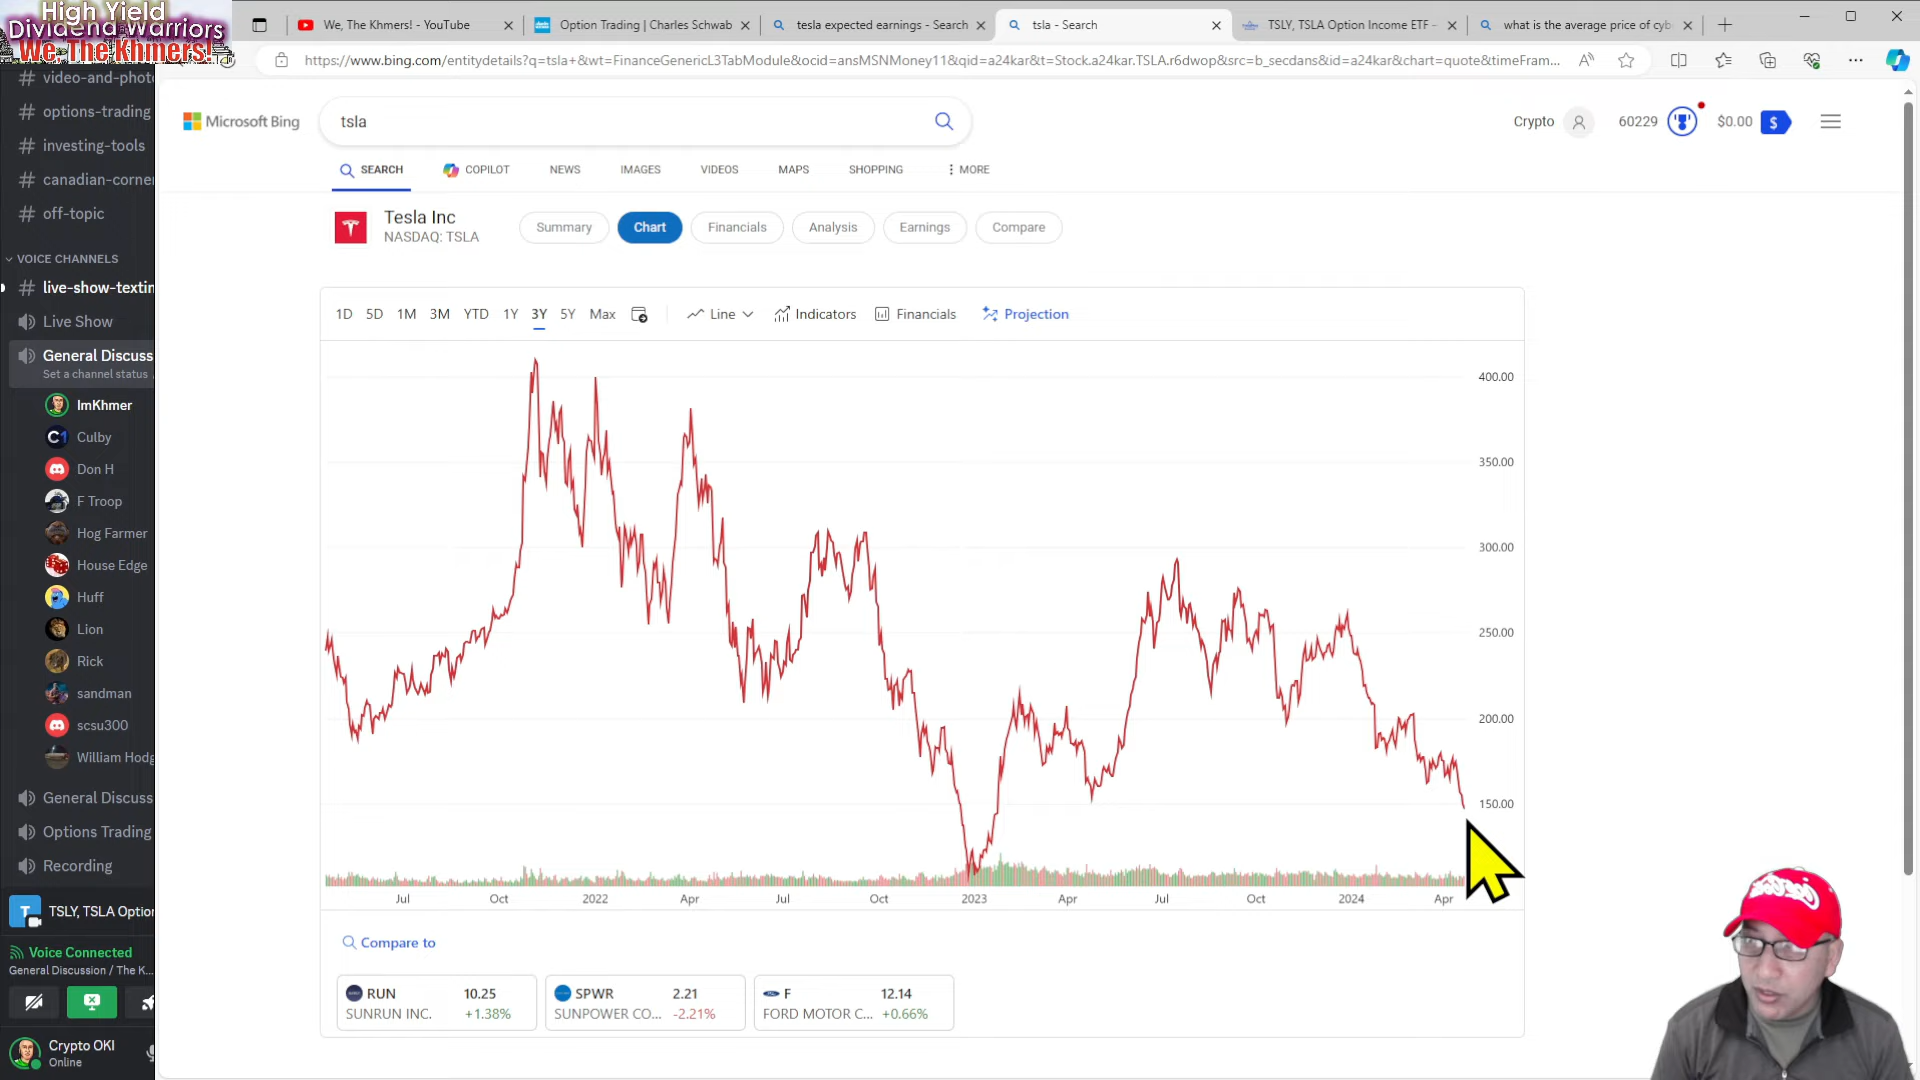 High Yield
Dividend Warriors
We The Khmers!
We, The Khmers! - YouTube
Option Trading | Charles Schwab
tesla expected earnings - Search
tsla - Search
TSLY, TSLA Option Income ETF -
what is the average price of cyb
https://www.bing.com/entitydetails?q=tsla+&wt=FinanceGenericL3TabModule&ocid=ansMSNMoney11&qid=a24kar&t=Stock.a24kar.TSLA.r6dwop&src=b_secdans&id=a24kar&chart=quote&timeFram...
# video-and-phot
# options-trading
# investing-tools
# canadian-corner
# off-topic
VOICE CHANNELS
# live-show-textin
Live Show
General Discuss
Set a channel status
ImKhmer
Culby
Don H
F Troop
Hog Farmer
House Edge
Huff
Lion
Rick
sandman
scsu300
William Hodg
General Discuss
Options Trading
Recording
TSLY, TSLA Optio
Voice Connected
General Discussion / The K...
Crypto OKI
Online
Microsoft Bing
tsla
Crypto
60229
$0.00
$
SEARCH
COPILOT
NEWS
IMAGES
VIDEOS
MAPS
SHOPPING
MORE
Tesla Inc
NASDAQ: TSLA
Summary
Chart
Financials
Analysis
Earnings
Compare
1D 5D 1M 3M YTD 1Y 3Y 5Y Max
Line
Indicators
Financials
Projection
400.00
350.00
300.00
250.00
200.00
150.00
Jul Oct 2022 Apr Jul Oct 2023 Apr Jul Oct 2024 Apr
Compare to
RUN 10.25
SUNRUN INC. +1.38%
SPWR 2.21
SUNPOWER CO... -2.21%
F 12.14
FORD MOTOR C... +0.66%